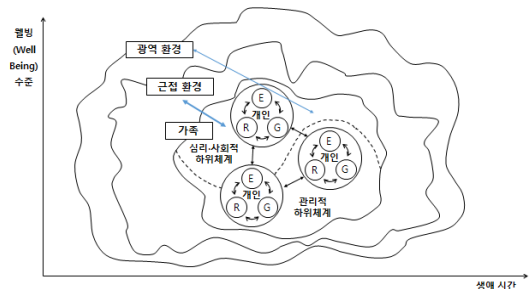 웰빙
(Well
Being)
수준
광역 환경
근접 환경
가족
심리·사회적
하위체계
E
개인
R
G
E
개인
R
G
E
개인
R
G
관리적
하위체계
생애 시간